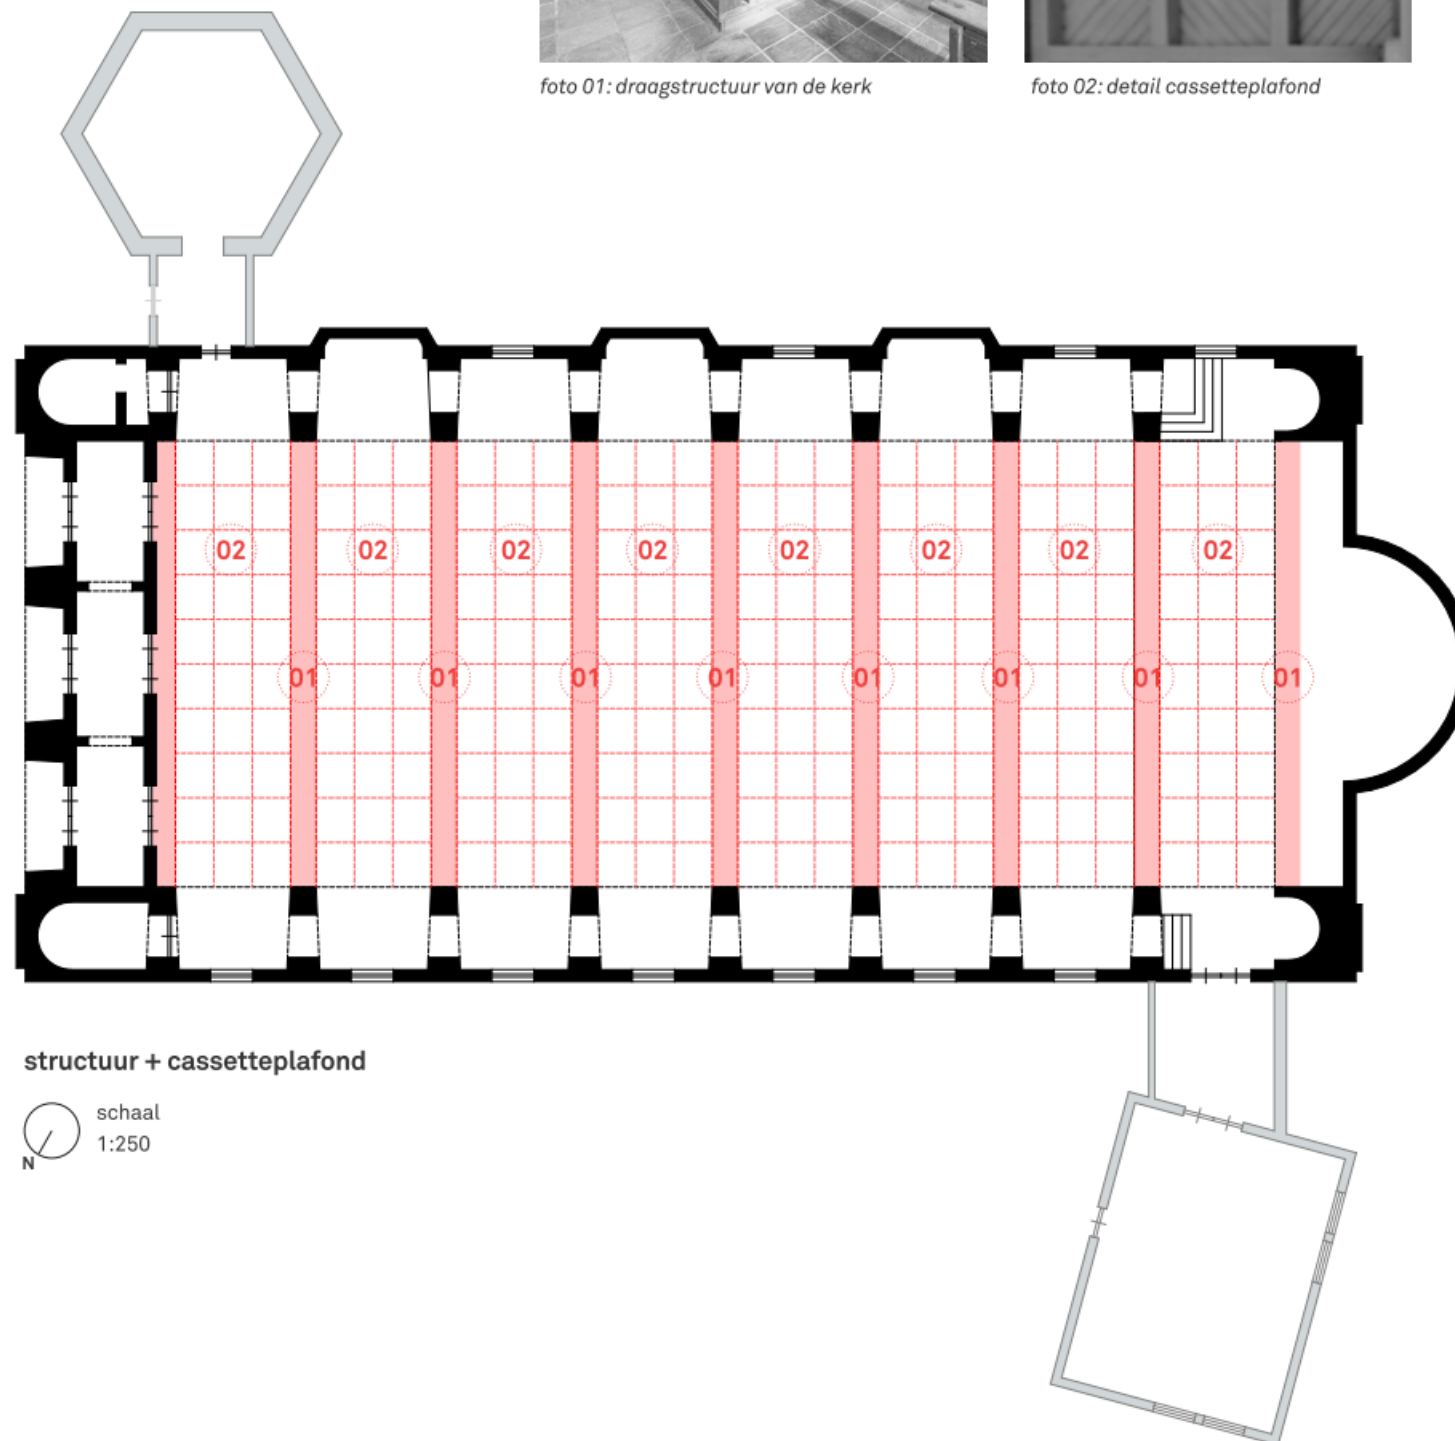 foto 01: draagstructuur van de kerk
foto 02: detail cassetteplafond
02 02 02 02 02 02 02 02
01 01 01 01 01 01 01 01
structuur + cassetteplafond
schaal
1:250
N